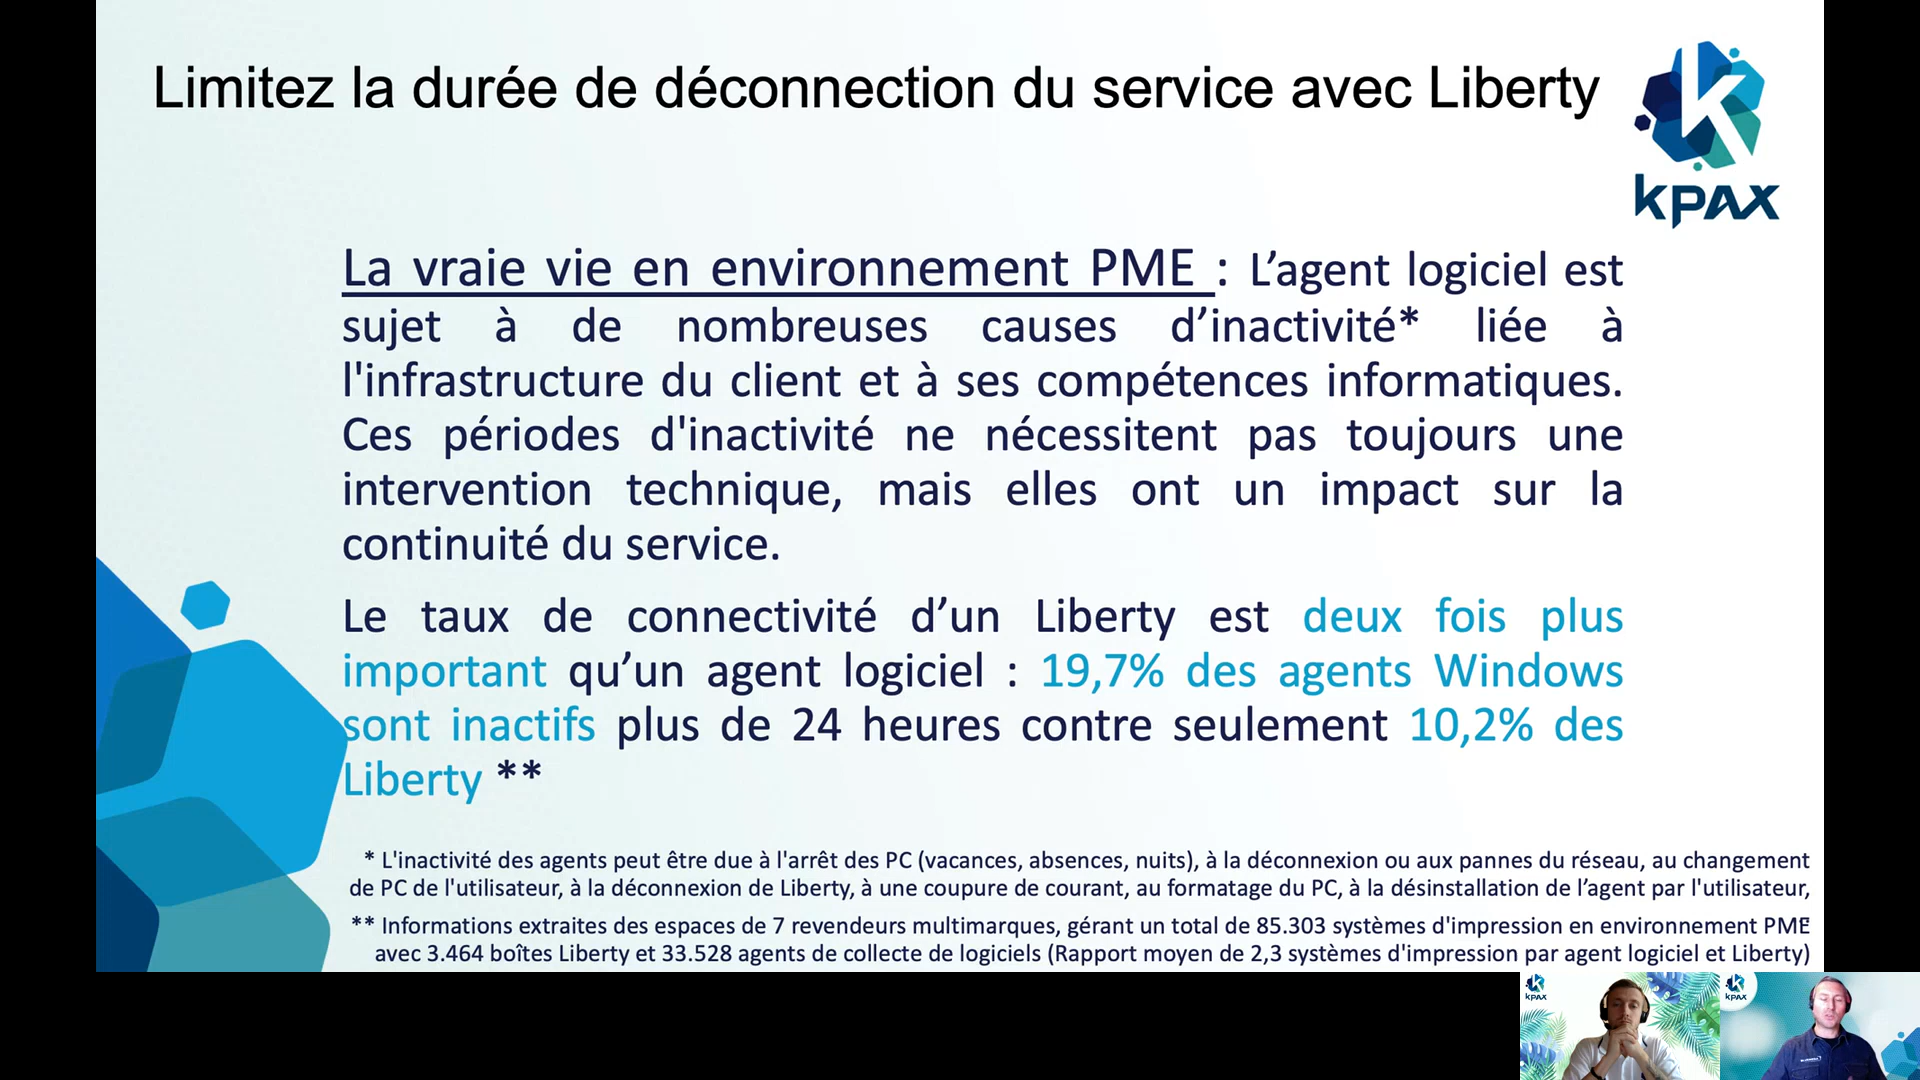 Limitez la durée de déconnection du service avec Liberty
kpax
La vraie vie en environnement PME : L’agent logiciel est
sujet à de nombreuses causes d’inactivité* liée à
l'infrastructure du client et à ses compétences informatiques.
Ces périodes d'inactivité ne nécessitent pas toujours une
intervention technique, mais elles ont un impact sur la
continuité du service.
Le taux de connectivité d’un Liberty est deux fois plus
important qu’un agent logiciel : 19,7% des agents Windows
sont inactifs plus de 24 heures contre seulement 10,2% des
Liberty **
* L'inactivité des agents peut être due à l'arrêt des PC (vacances, absences, nuits), à la déconnexion ou aux pannes du réseau, au changement
de PC de l'utilisateur, à la déconnexion de Liberty, à une coupure de courant, au formatage du PC, à la désinstallation de l’agent par l'utilisateur,
** Informations extraites des espaces de 7 revendeurs multimarques, gérant un total de 85.303 systèmes d'impression en environnement PME
avec 3.464 boîtes Liberty et 33.528 agents de collecte de logiciels (Rapport moyen de 2,3 systèmes d'impression par agent logiciel et Liberty)
kpax
kpax